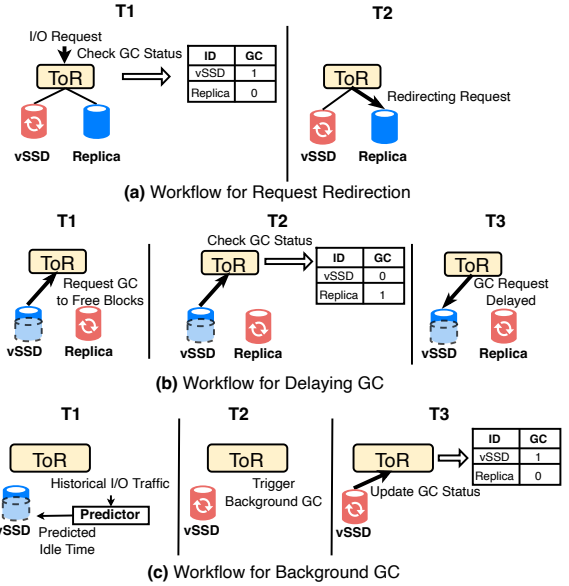 T1
T2
I/O Request
Check GC Status
ToR
ID GC
vSSD 1
Replica 0
ToR
Redirecting Request
vSSD
Replica
vSSD
Replica
(a) Workflow for Request Redirection
T1
T2
T3
ToR
Request GC
to Free Blocks
vSSD
Replica
Check GC Status
ToR
ID GC
vSSD 0
Replica 1
vSSD
Replica
ToR
GC Request
Delayed
vSSD
Replica
(b) Workflow for Delaying GC
T1
T2
T3
ToR
Historical I/O Traffic
Predictor
vSSD
Predicted
Idle Time
ToR
Trigger
Background GC
vSSD
ToR
ID GC
vSSD 1
Replica 0
Update GC Status
vSSD
(c) Workflow for Background GC